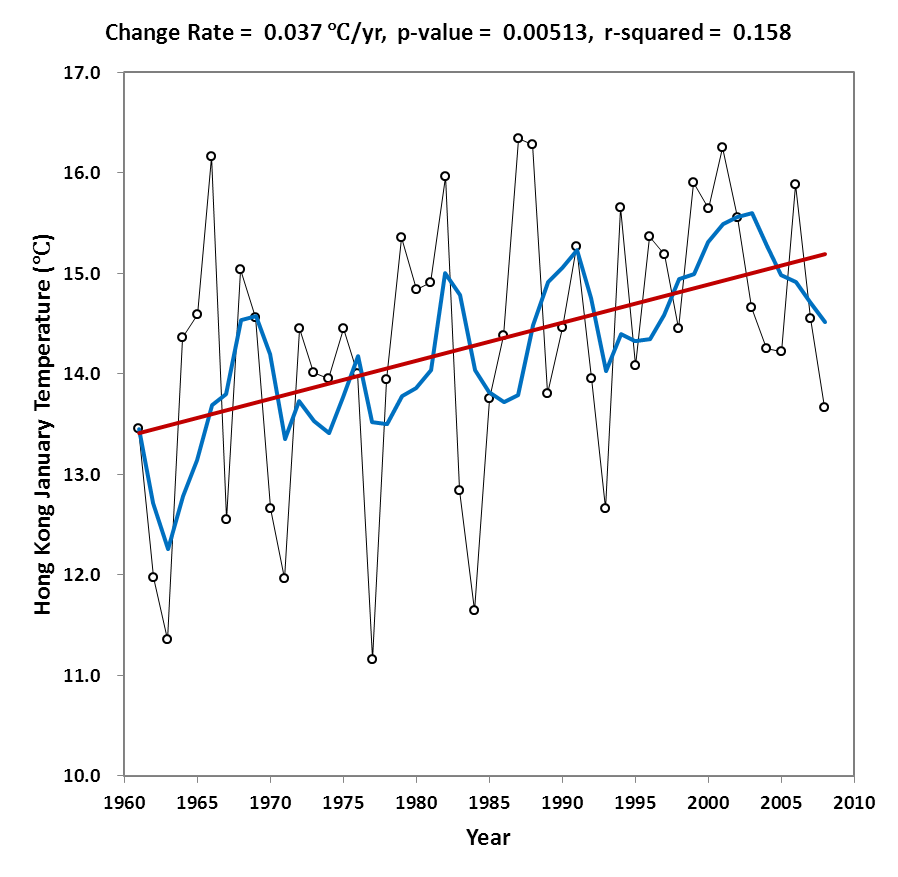 Change Rate = 0.037 ℃/yr, p-value = 0.00513, r-squared = 0.158
Hong Kong January Temperature (℃)
17.0
16.0
15.0
14.0
13.0
12.0
11.0
10.0
1960 1965 1970 1975 1980 1985 1990 1995 2000 2005 2010
Year